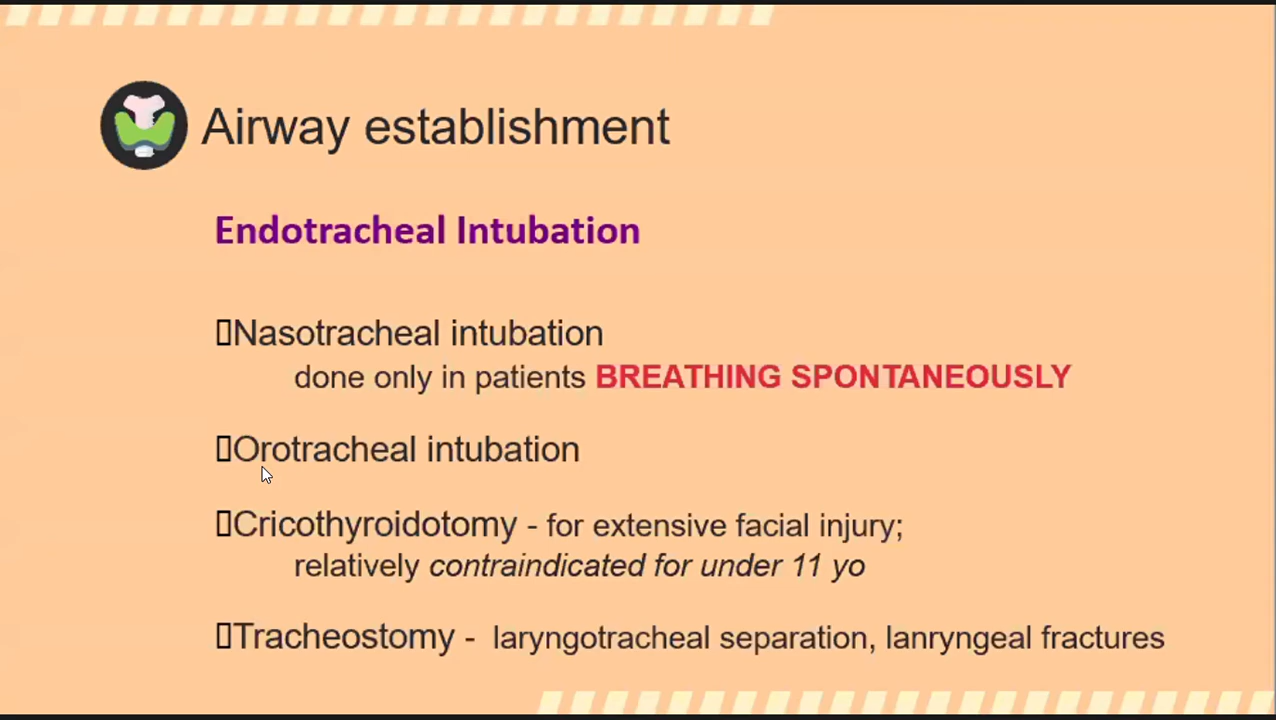 Airway establishment
Endotracheal Intubation
▯Nasotracheal intubation
done only in patients BREATHING SPONTANEOUSLY
▯Orotracheal intubation
▯Cricothyroidotomy - for extensive facial injury;
relatively contraindicated for under 11 yo
▯Tracheostomy - laryngotracheal separation, lanryngeal fractures